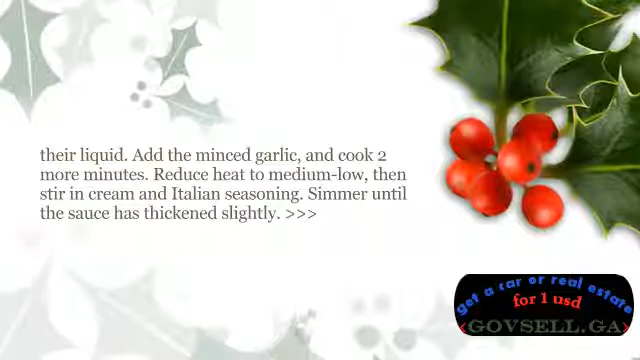 their liquid. Add the minced garlic, and cook 2
more minutes. Reduce heat to medium-low, then
stir in cream and Italian seasoning. Simmer until
the sauce has thickened slightly. >>>
get a car or real estate
for 1 usd
GOVSELL.GA